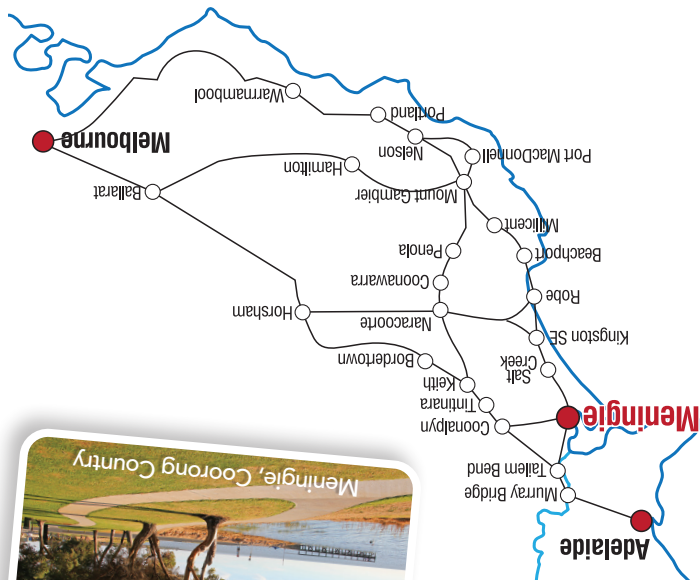 Adelaide
Murray Bridge
Tailem Bend
Meningie
Coonalpyn
Tintinara
Keith
Salt
Creek
Bordertown
Kingston SE
Naracoorte
Horsham
Robe
Coonawarra
Beachport
Penola
Millicent
Mount Gambier
Ballarat
Hamilton
Port MacDonnell
Nelson
Melbourne
Portland
Warrnambool
Meningie, Coorong Country